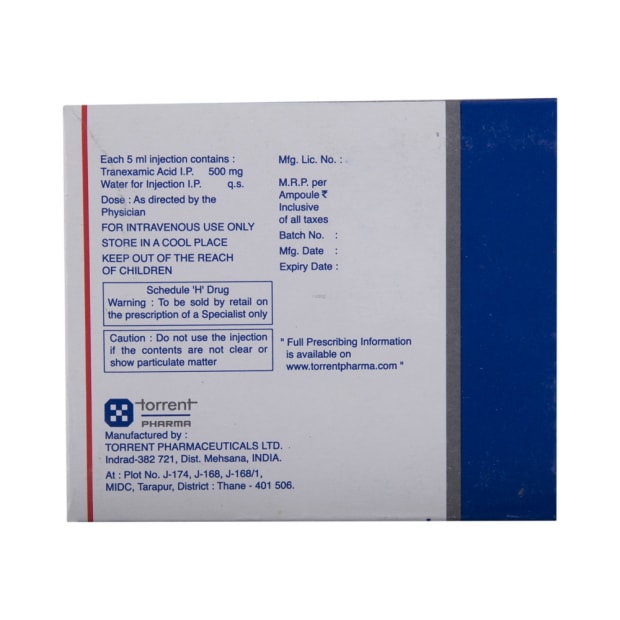 Each 5 ml injection contains :
Tranexamic Acid I.P. 500 mg
Water for Injection I.P. q.s.
Dose : As directed by the
Physician
FOR INTRAVENOUS USE ONLY
STORE IN A COOL PLACE
KEEP OUT OF THE REACH
OF CHILDREN
Schedule 'H' Drug
Warning : To be sold by retail on
the prescription of a Specialist only
Caution : Do not use the injection
if the contents are not clear or
show particulate matter
Mfg. Lic. No. :
M.R.P. per
Ampoule ₹
Inclusive
of all taxes
Batch No. :
Mfg. Date :
Expiry Date :
" Full Prescribing Information
is available on
www.torrentpharma.com "
torrent
PHARMA
Manufactured by :
TORRENT PHARMACEUTICALS LTD.
Indrad-382 721, Dist. Mehsana, INDIA.
At : Plot No. J-174, J-168, J-168/1,
MIDC, Tarapur, District : Thane - 401 506.